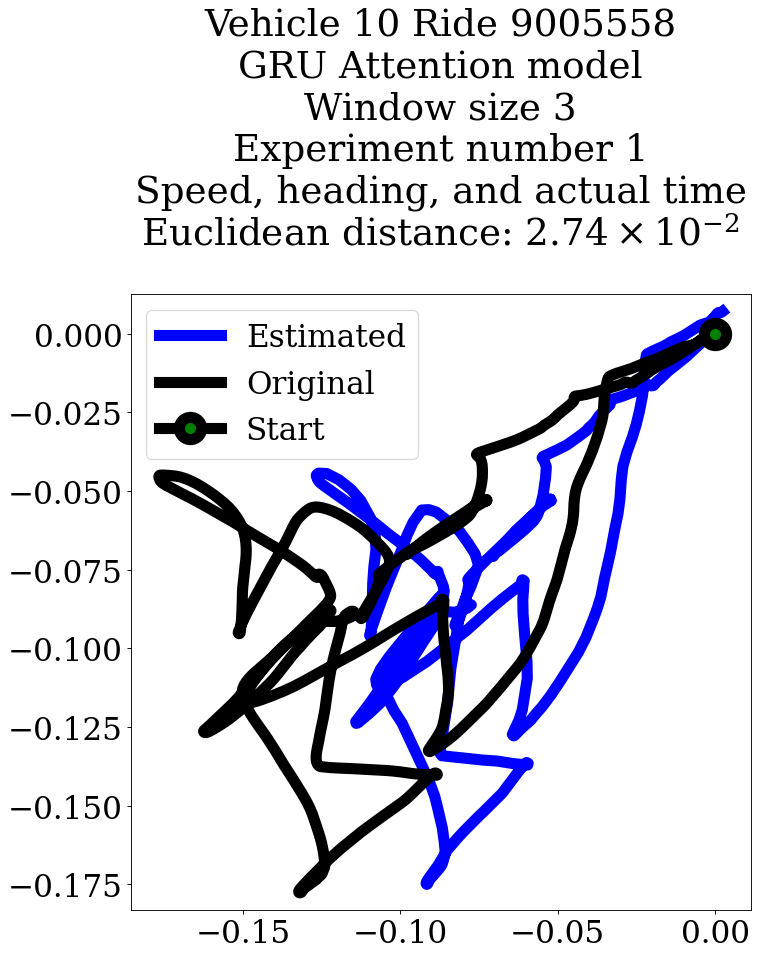 Vehicle 10 Ride 9005558
GRU Attention model
Window size 3
Experiment number 1
Speed, heading, and actual time
Euclidean distance: 2.74 × 10⁻²
Estimated
Original
Start
0.000
−0.025
−0.050
−0.075
−0.100
−0.125
−0.150
−0.175
−0.15 −0.10 −0.05 0.00